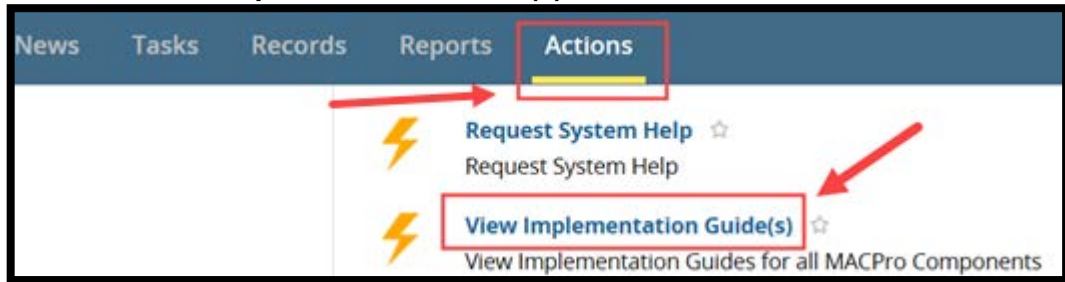 News Tasks Records Reports Actions
Request System Help
Request System Help
View Implementation Guide(s)
View Implementation Guides for all MACPro Components